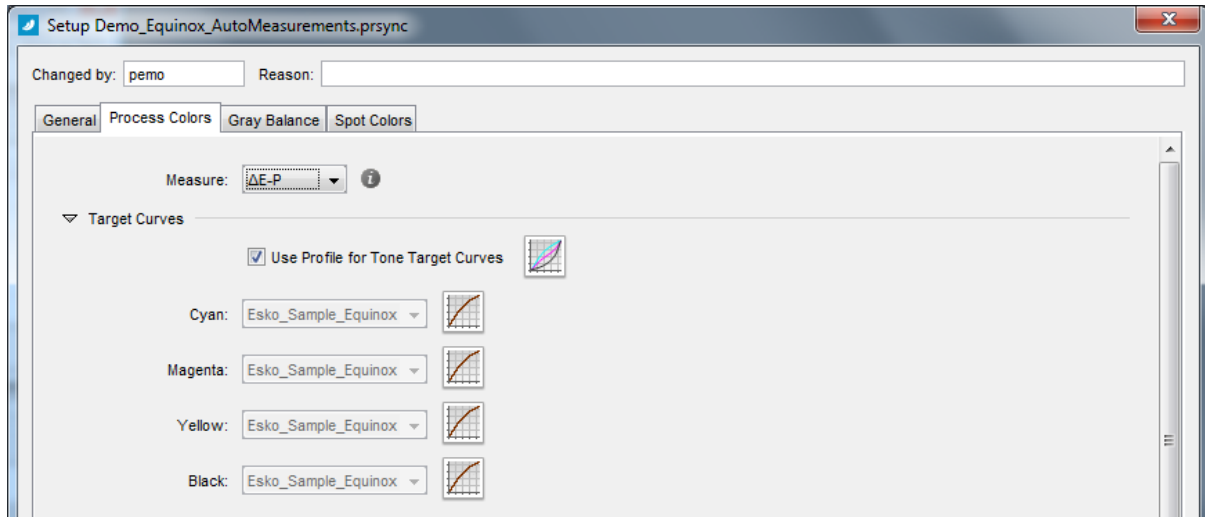 Setup Demo_Equinox_AutoMeasurements.prsync
Changed by: pemo Reason:
General Process Colors Gray Balance Spot Colors
Measure: ΔE-P
Target Curves
Use Profile for Tone Target Curves
Cyan: Esko_Sample_Equinox
Magenta: Esko_Sample_Equinox
Yellow: Esko_Sample_Equinox
Black: Esko_Sample_Equinox